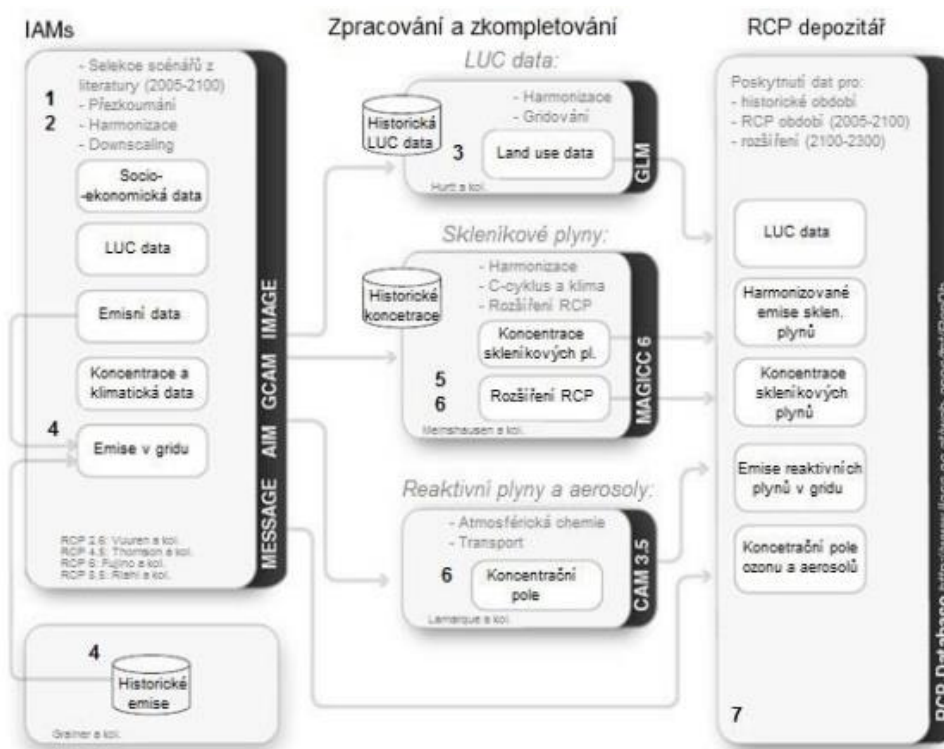 IAMs
- Selekce scénářů z
literatury (2005-2100)
1
- Přezkoumání
2
- Harmonizace
- Downscaling
Socio-
-ekonomická data
LUC data
Emisní data
Koncentrace a
klimatická data
4
Emise v gridu
RCP 2.6: Vuuren a kol.
RCP 4.5: Thomson a kol.
RCP 6: Fujino a kol.
RCP 8.5: Riahi a kol.
MESSAGE AIM GCAM IMAGE
4
Historické
emise
Grainer a kol.
Zpracování a zkompletování
LUC data:
Historická
LUC data
- Harmonizace
- Gridování
3
Land use data
Hurtt a kol.
GLM
Skleníkové plyny:
Historické
koncetrace
- Harmonizace
- C-cyklus a klima
- Rozšíření RCP
Koncentrace
skleníkových pl.
5
6
Rozšíření RCP
Meinshausen a kol.
MAGICC 6
Reaktivní plyny a aerosoly:
- Atmosférická chemie
- Transport
6
Koncentrační
pole
Lamarque a kol.
CAM 3.5
RCP depozitář
Poskytnutí dat pro:
- historické období
- RCP období (2005-2100)
- rozšíření (2100-2300)
LUC data
Harmonizované
emise sklen.
plynů
Koncentrace
skleníkových
plynů
Emise reaktivních
plynů v gridu
Koncetrační pole
ozonu a aerosolů
7
RCP Database